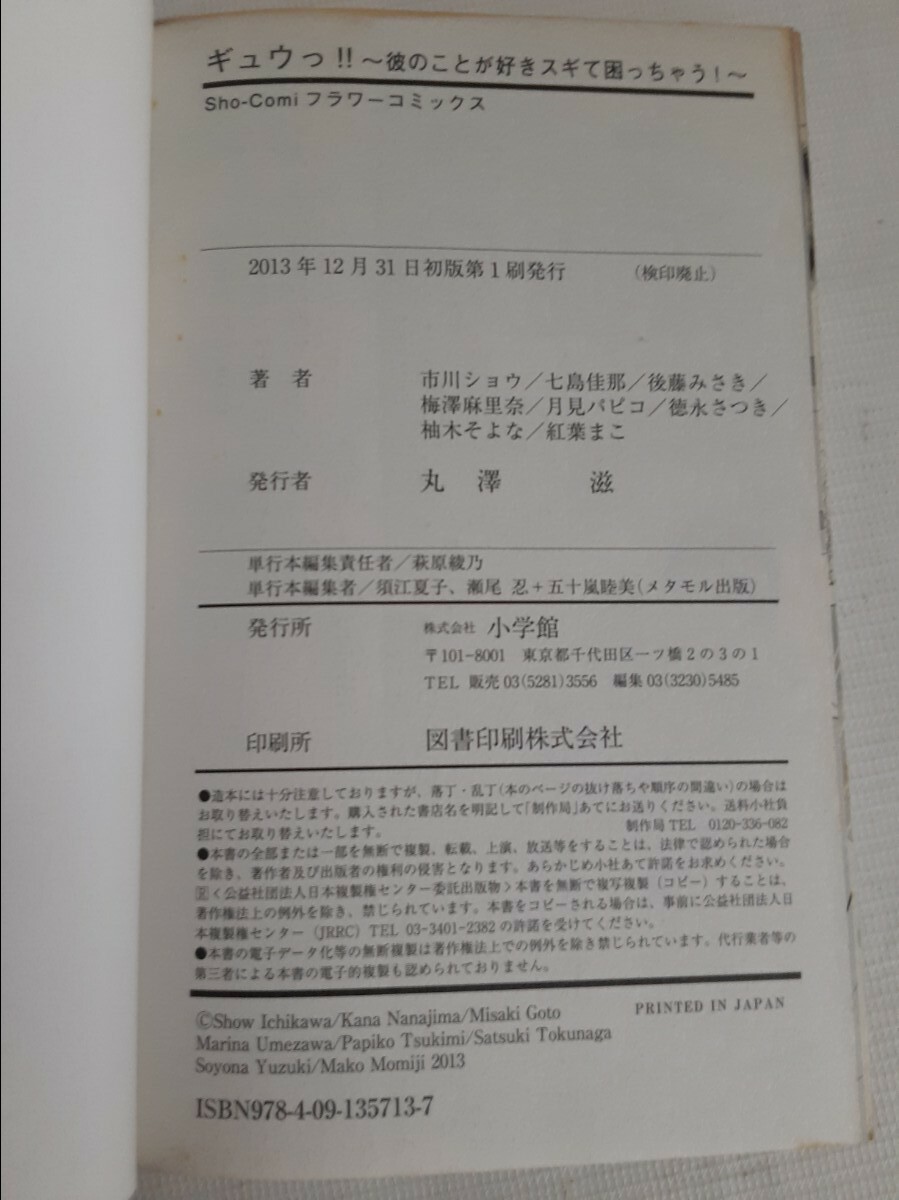 ギュウっ!!～彼のことが好きスギて困っちゃう!～
Sho-Comiフラワーコミックス
2013年12月31日初版第1刷発行 （検印廃止）
著 者 市川ショウ／七島佳那／後藤みさき／
梅澤麻里奈／月見パピコ／徳永さつき／
柚木そよな／紅葉まこ
発行者 丸 澤 滋
単行本編集責任者／萩原綾乃
単行本編集者／須江夏子、瀬尾 忍＋五十嵐睦美（メタモル出版）
発行所 株式会社 小学館
〒101-8001 東京都千代田区一ツ橋2の3の1
TEL 販売03(5281)3556 編集03(3230)5485
印刷所 図書印刷株式会社
●造本には十分注意しておりますが、落丁・乱丁(本のページの抜け落ちや順序の間違い)の場合は
お取り替えいたします。購入された書店名を明記して「制作局」あてにお送りください。送料小社負
担にてお取り替えいたします。 制作局TEL 0120-336-082
●本書の全部または一部を無断で複製、転載、上演、放送等をすることは、法律で認められた場合
を除き、著作者及び出版者の権利の侵害となります。あらかじめ小社あて許諾をお求めください。
〈公益社団法人日本複製権センター委託出版物〉本書を無断で複写複製（コピー）することは、
著作権法上の例外を除き、禁じられています。本書をコピーされる場合は、事前に公益社団法人日
本複製権センター（JRRC）TEL 03-3401-2382の許諾を受けてください。
●本書の電子データ化等の無断複製は著作権法上での例外を除き禁じられています。代行業者等の
第三者による本書の電子的複製も認められておりません。
PRINTED IN JAPAN
©Show Ichikawa/Kana Nanajima/Misaki Goto
Marina Umezawa/Papiko Tsukimi/Satsuki Tokunaga
Soyona Yuzuki/Mako Momiji 2013
ISBN978-4-09-135713-7